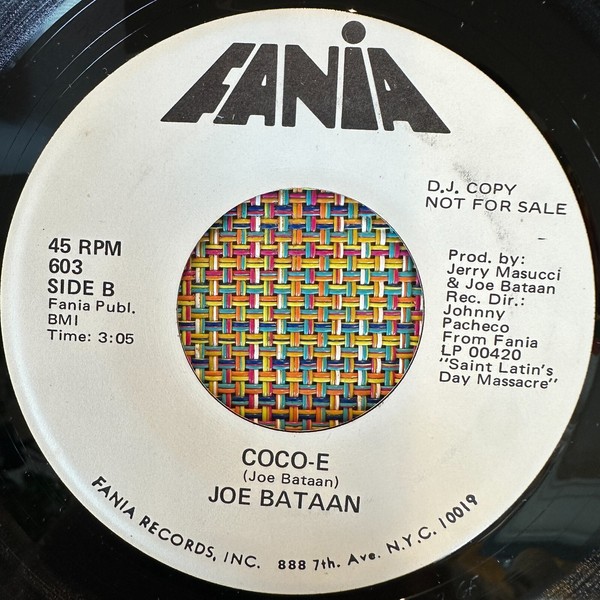 FANiA
D.J. COPY
NOT FOR SALE
45 RPM
603
SIDE B
Fania Publ.
BMI
Time: 3:05
Prod. by:
Jerry Masucci
& Joe Bataan
Rec. Dir.:
Johnny
Pacheco
From Fania
LP 00420
"Saint Latin's
Day Massacre"
COCO-E
(Joe Bataan)
JOE BATAAN
FANIA RECORDS, INC. 888 7th. Ave. N.Y.C. 10019